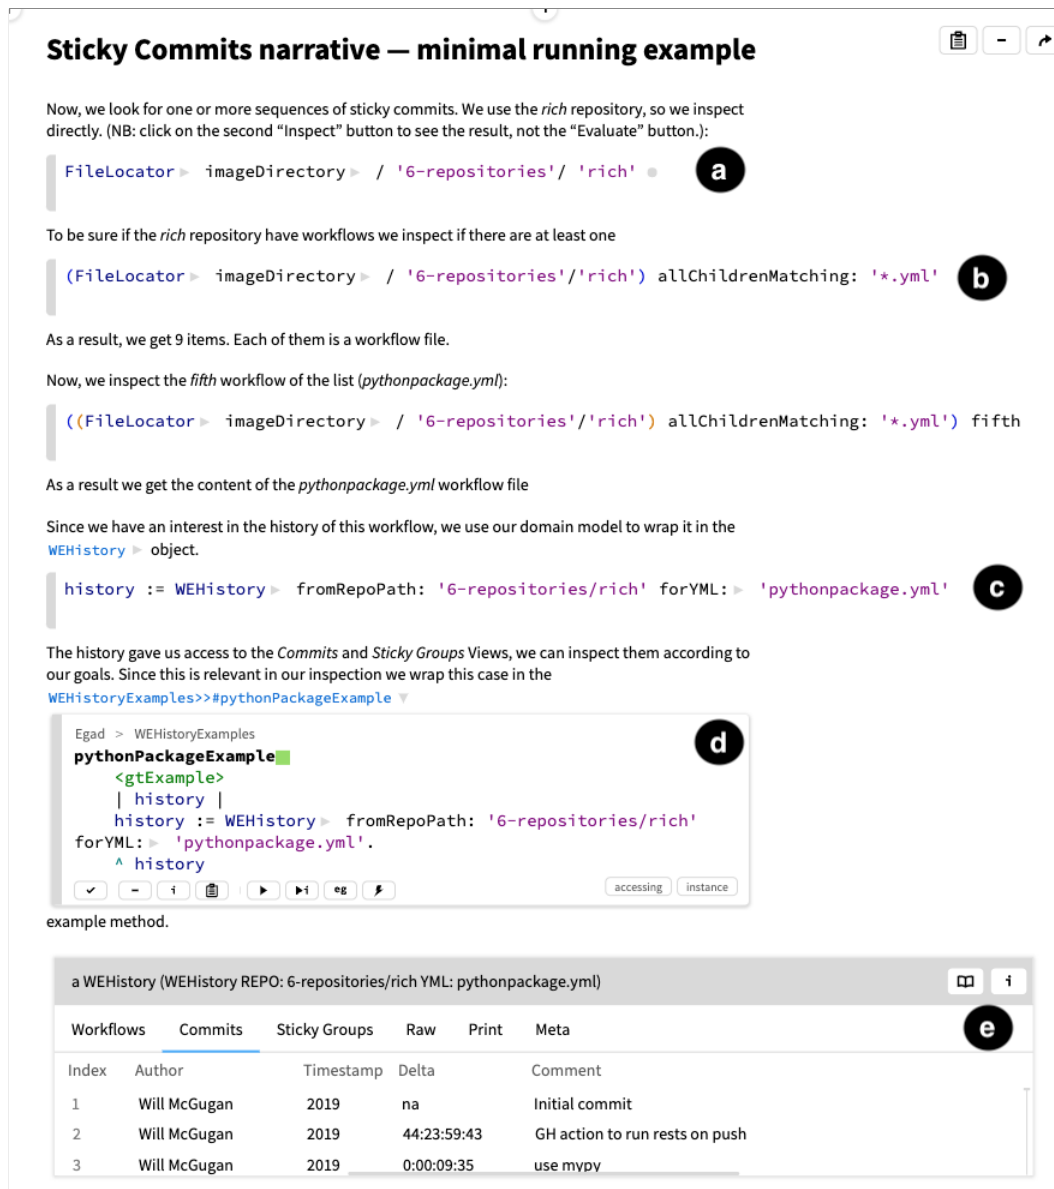 Sticky Commits narrative — minimal running example
Now, we look for one or more sequences of sticky commits. We use the rich repository, so we inspect
directly. (NB: click on the second “Inspect” button to see the result, not the “Evaluate” button.):
FileLocator imageDirectory / '6-repositories'/ 'rich'
a
To be sure if the rich repository have workflows we inspect if there are at least one
(FileLocator imageDirectory / '6-repositories'/'rich') allChildrenMatching: '*.yml'
b
As a result, we get 9 items. Each of them is a workflow file.
Now, we inspect the fifth workflow of the list (pythonpackage.yml):
((FileLocator imageDirectory / '6-repositories'/'rich') allChildrenMatching: '*.yml') fifth
As a result we get the content of the pythonpackage.yml workflow file
Since we have an interest in the history of this workflow, we use our domain model to wrap it in the
WEHistory object.
history := WEHistory fromRepoPath: '6-repositories/rich' forYML: 'pythonpackage.yml'
c
The history gave us access to the Commits and Sticky Groups Views, we can inspect them according to
our goals. Since this is relevant in our inspection we wrap this case in the
WEHistoryExamples>>#pythonPackageExample
Egad > WEHistoryExamples
d
pythonPackageExample
<gtExample>
| history |
history := WEHistory fromRepoPath: '6-repositories/rich'
forYML: 'pythonpackage.yml'.
^ history
i i eg accessing instance
example method.
a WEHistory (WEHistory REPO: 6-repositories/rich YML: pythonpackage.yml) i
Workflows Commits Sticky Groups Raw Print Meta
e
Index Author Timestamp Delta Comment
1 Will McGugan 2019 na Initial commit
2 Will McGugan 2019 44:23:59:43 GH action to run rests on push
3 Will McGugan 2019 0:00:09:35 use mypy